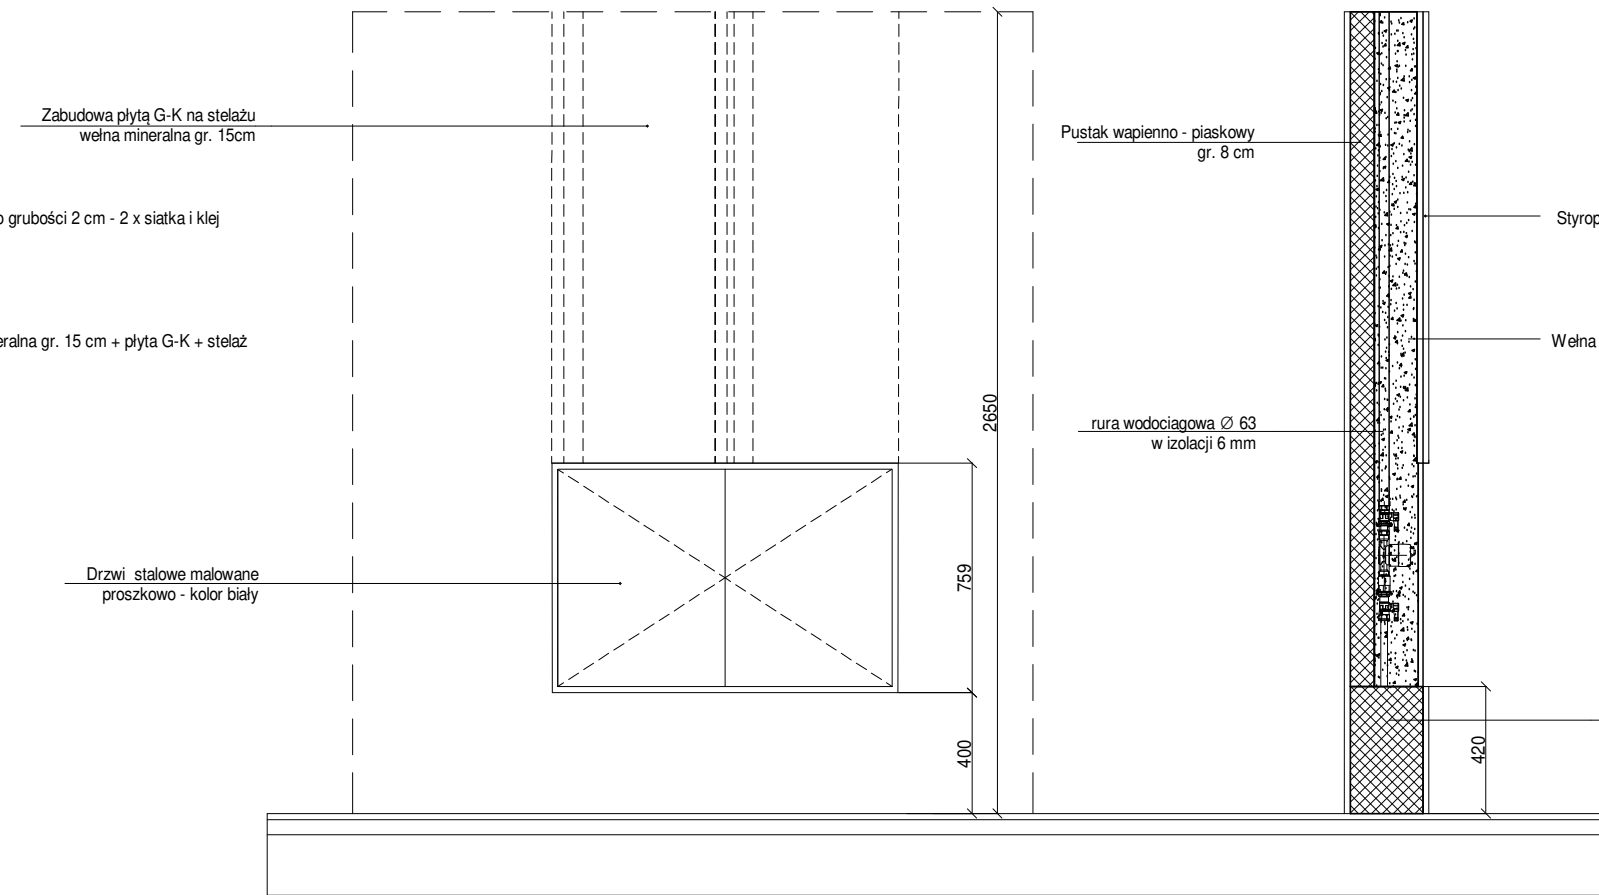 Zabudowa płytą G-K na stelażu
wełna mineralna gr. 15cm
grubości 2 cm - 2 x siatka i klej
gr. 15 cm + płyta G-K + stelaż
Drzwi stalowe malowane
proszkowo - kolor biały
2650
759
400
Pustak wapienno - piaskowy
gr. 8 cm
rura wodociągowa Ø 63
w izolacji 6 mm
Wełna
420